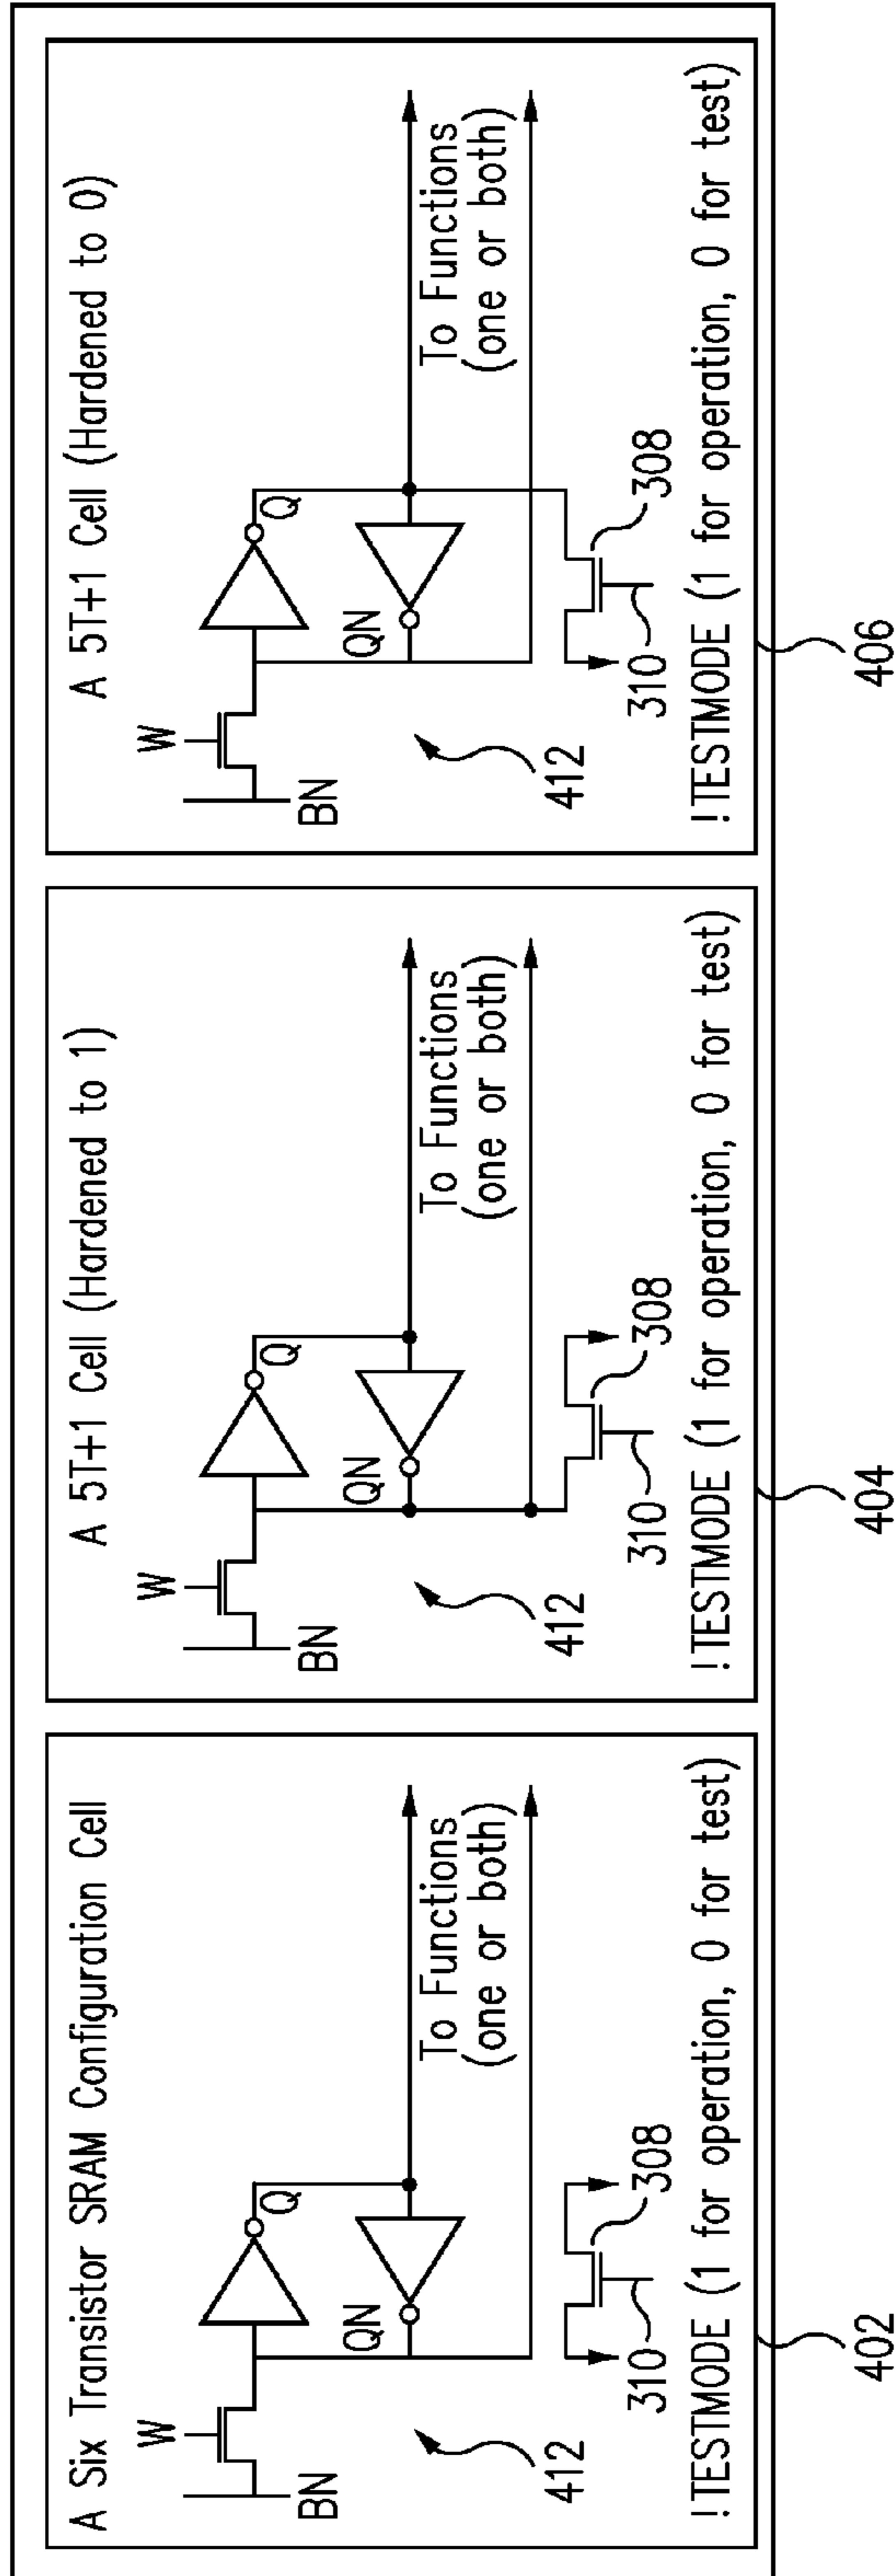 A Six Transistor SRAM Configuration Cell
W
BN
Q
QN
To Functions
(one or both)
412
310
308
!TESTMODE (1 for operation, 0 for test)
402
A 5T+1 Cell (Hardened to 1)
W
BN
Q
QN
To Functions
(one or both)
412
310
308
!TESTMODE (1 for operation, 0 for test)
404
A 5T+1 Cell (Hardened to 0)
W
BN
Q
QN
To Functions
(one or both)
412
310
308
!TESTMODE (1 for operation, 0 for test)
406